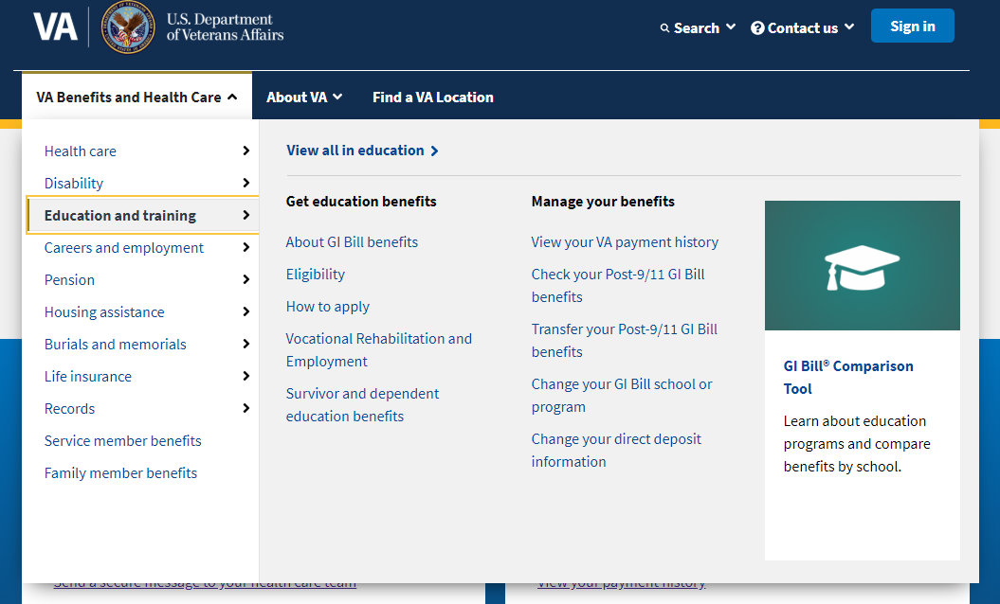 VA
U.S. Department
of Veterans Affairs
Search
Contact us
Sign in
VA Benefits and Health Care
About VA
Find a VA Location
Health care
Disability
Education and training
Careers and employment
Pension
Housing assistance
Burials and memorials
Life insurance
Records
Service member benefits
Family member benefits
View all in education
Get education benefits
About GI Bill benefits
Eligibility
How to apply
Vocational Rehabilitation and
Employment
Survivor and dependent
education benefits
Manage your benefits
View your VA payment history
Check your Post-9/11 GI Bill
benefits
Transfer your Post-9/11 GI Bill
benefits
Change your GI Bill school or
program
Change your direct deposit
information
GI Bill® Comparison
Tool
Learn about education
programs and compare
benefits by school.
Send a secure message to your health care team
View your payment history